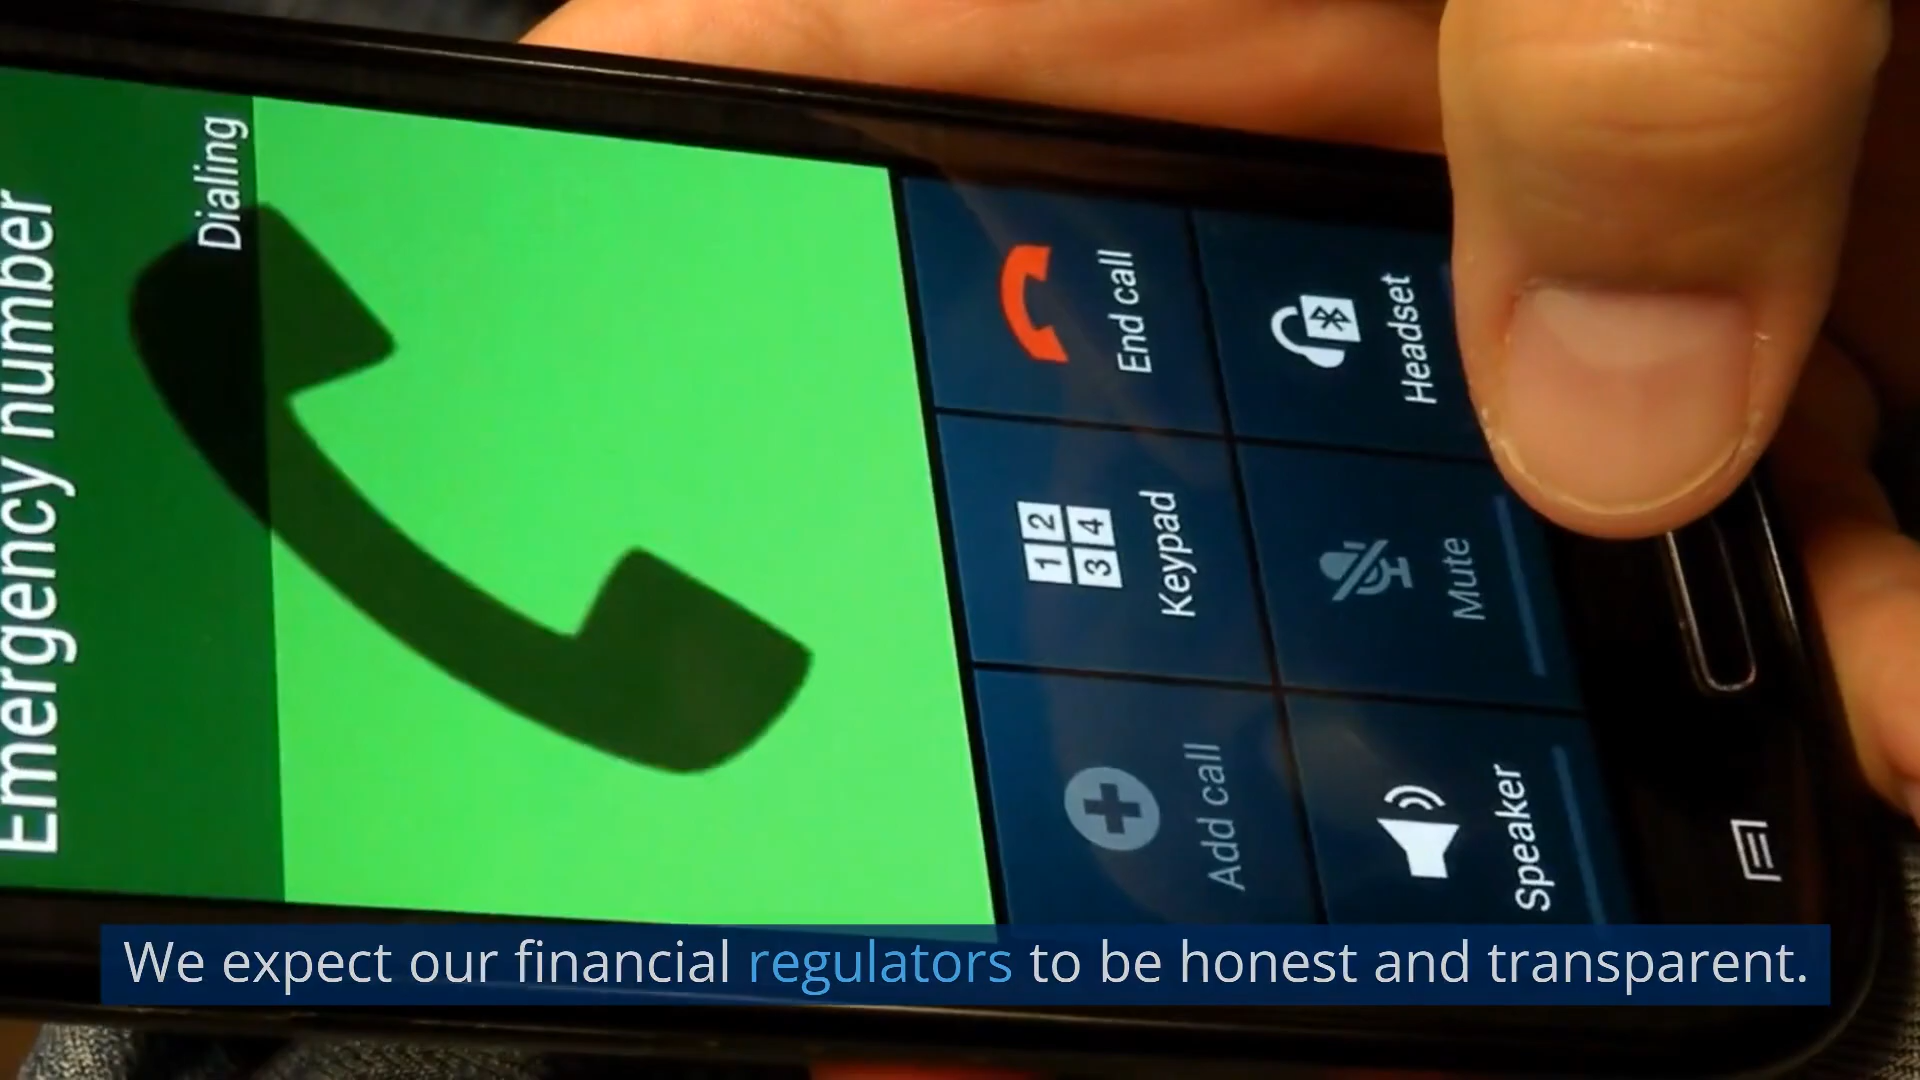 Emergency number
Dialing
End call
Headset
1 2
3 4
Keypad
Mute
Add call
Speaker
We expect our financial regulators to be honest and transparent.